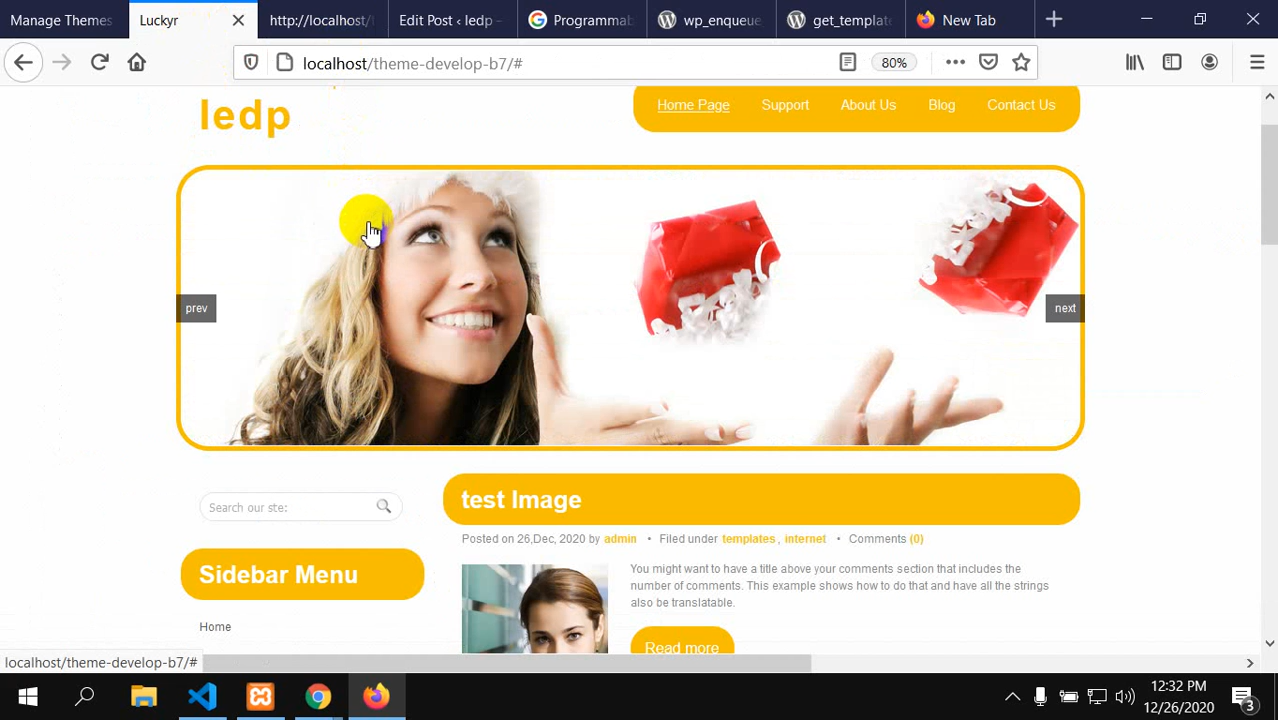 Manage Themes
Luckyr
http://localhost/
Edit Post ‹ ledp -
Programmab
wp_enqueue
get_templat
New Tab
localhost/theme-develop-b7/#
80%
ledp
Home Page
Support
About Us
Blog
Contact Us
prev
next
Search our ste:
test Image
Posted on 26,Dec, 2020 by admin • Filed under templates , internet • Comments (0)
You might want to have a title above your comments section that includes the
number of comments. This example shows how to do that and have all the strings
also be translatable.
Read more
Sidebar Menu
Home
localhost/theme-develop-b7/#
12:32 PM
12/26/2020
3